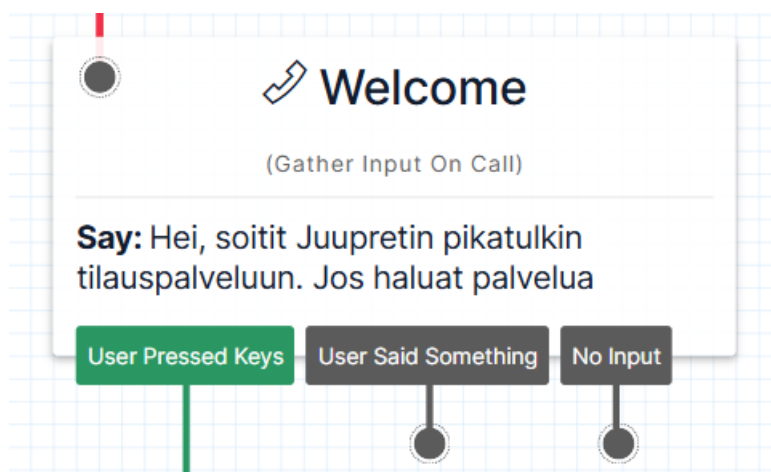 Welcome
(Gather Input On Call)
Say: Hei, soitit Juupretin pikatulkin
tilauspalveluun. Jos haluat palvelua
User Pressed Keys
User Said Something
No Input